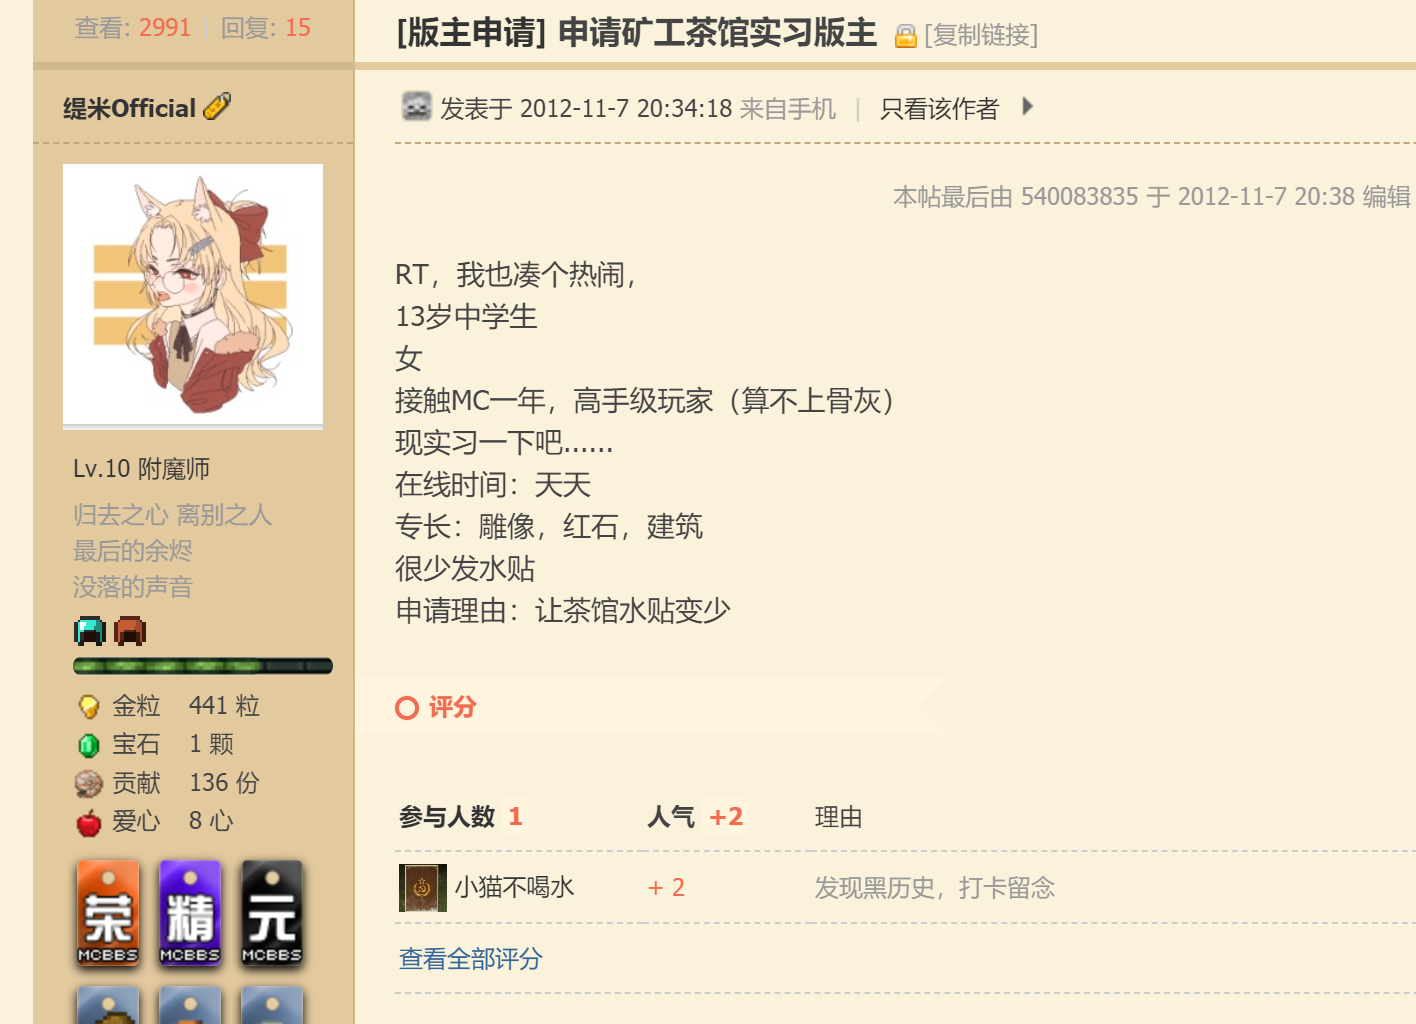 查看: 2991 | 回复: 15
[版主申请] 申请矿工茶馆实习版主 [复制链接]
缇米Official
发表于 2012-11-7 20:34:18 来自手机 | 只看该作者
本帖最后由 540083835 于 2012-11-7 20:38 编辑
RT，我也凑个热闹，
13岁中学生
女
接触MC一年，高手级玩家（算不上骨灰）
现实习一下吧......
在线时间：天天
专长：雕像，红石，建筑
很少发水贴
申请理由：让茶馆水贴变少
Lv.10 附魔师
归去之心 离别之人
最后的余烬
没落的声音
金粒 441 粒
宝石 1 颗
贡献 136 份
爱心 8 心
荣 MCBBS
精 MCBBS
元 MCBBS
评分
参与人数 1 人气 +2 理由
小猫不喝水 + 2 发现黑历史，打卡留念
查看全部评分